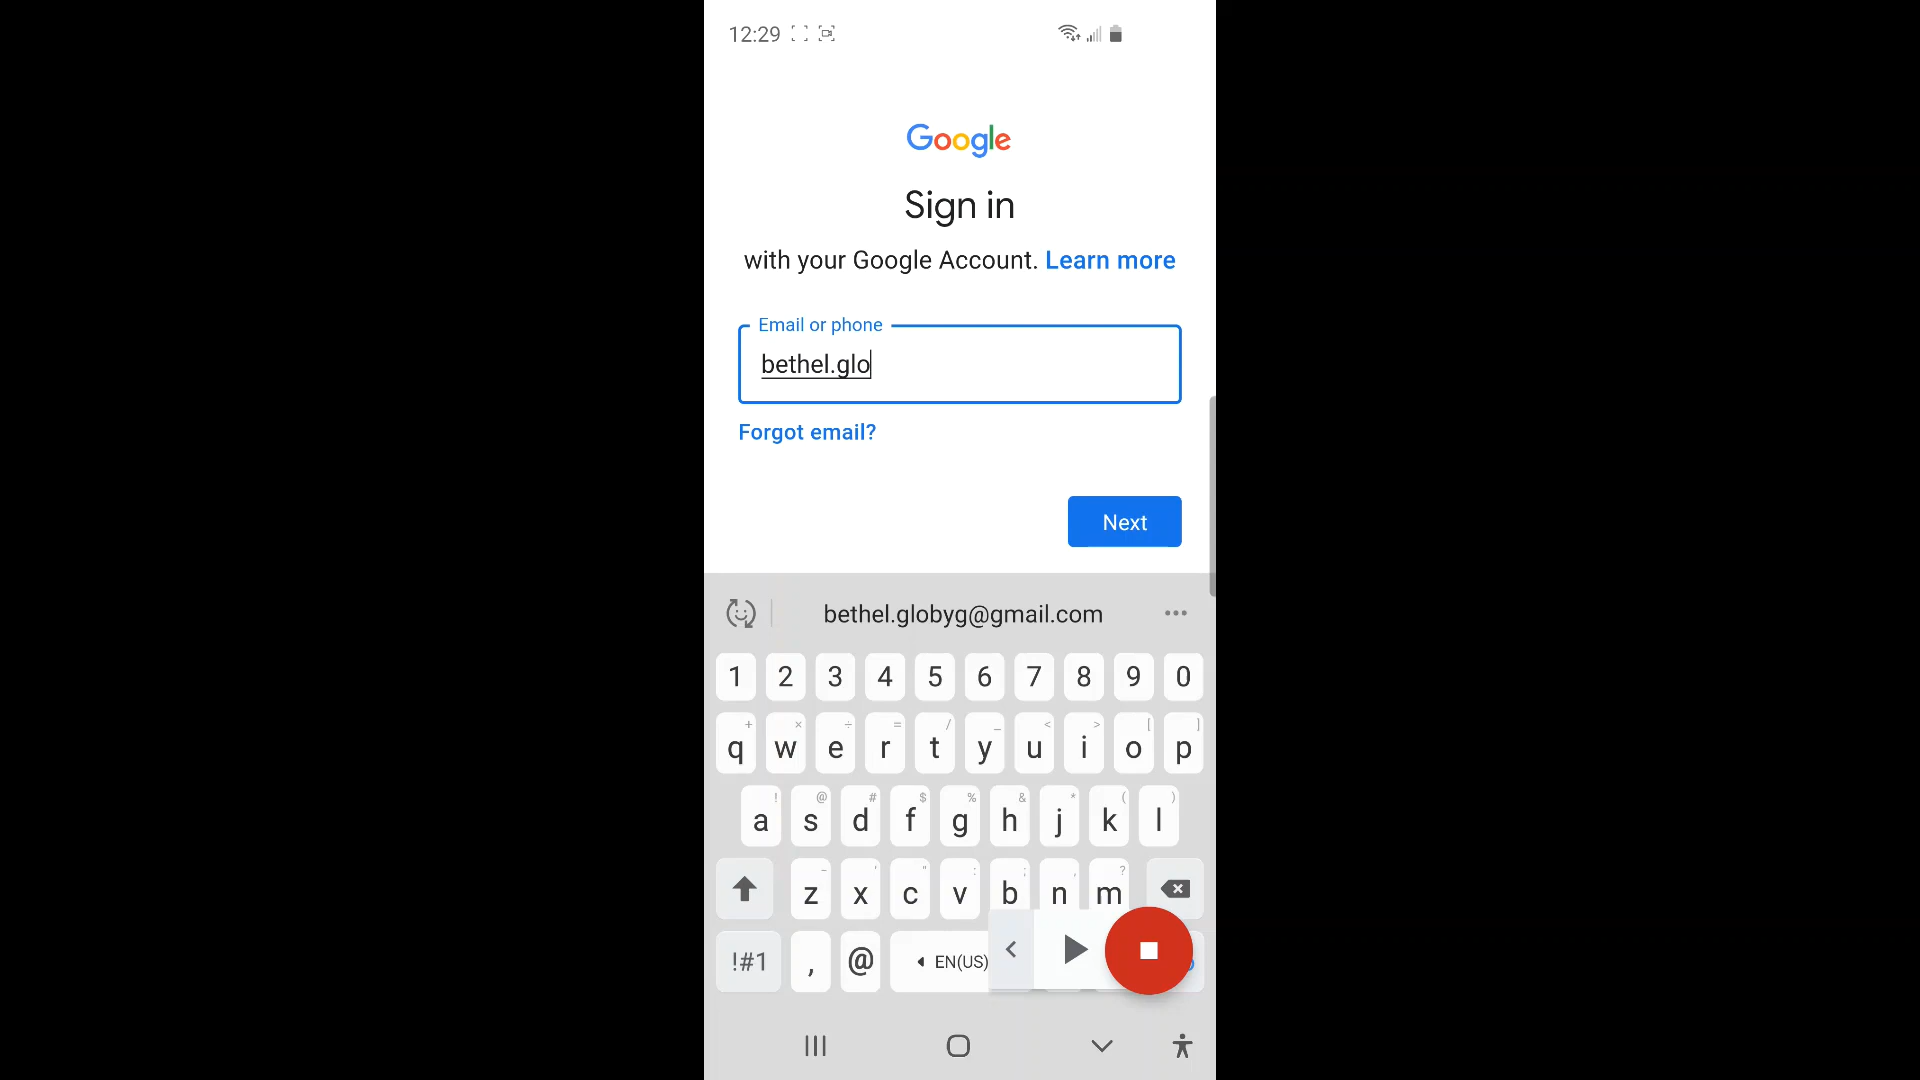 12:29
Google
Sign in
with your Google Account. Learn more
Email or phone
bethel.glo
Forgot email?
Next
bethel.globyg@gmail.com
1 2 3 4 5 6 7 8 9 0
+ × ÷ = / _ < > [ ]
q w e r t y u i o p
! @ # $ % & * ( )
a s d f g h j k l
- ' " : ; , ?
z x c v b n m
!#1 , @ EN(US)